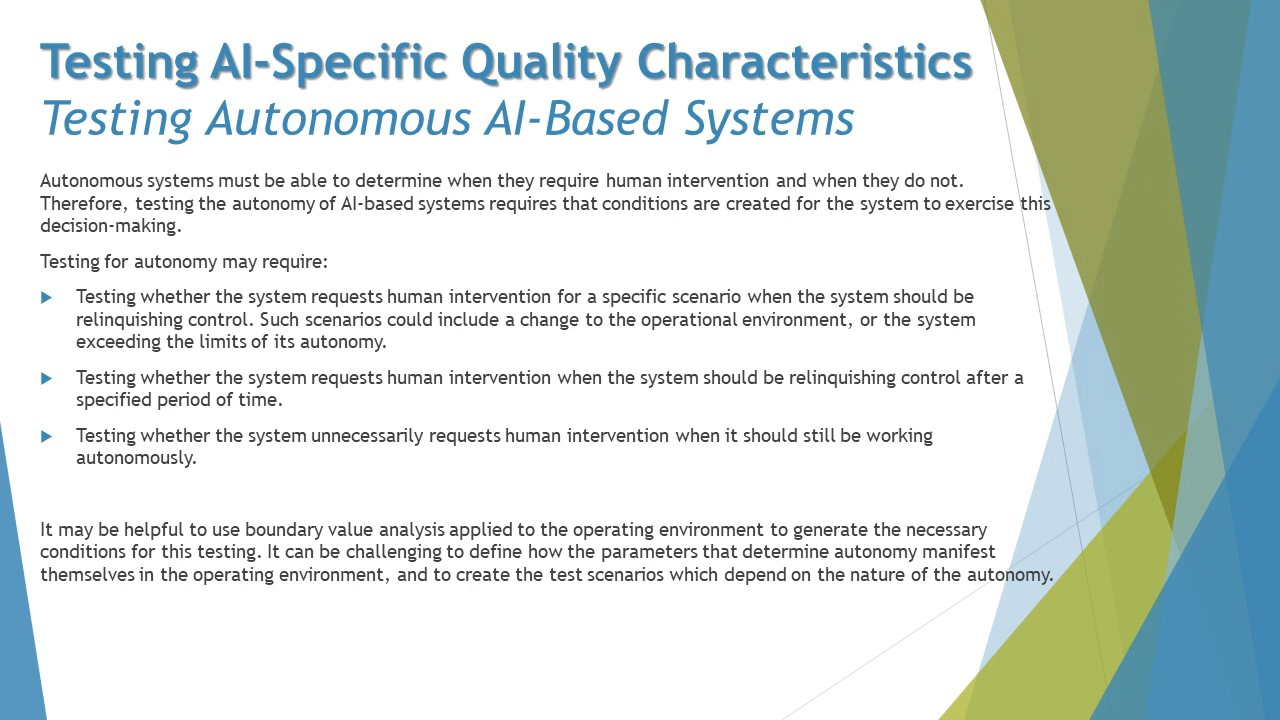 Testing AI-Specific Quality Characteristics
Testing Autonomous AI-Based Systems
Autonomous systems must be able to determine when they require human intervention and when they do not.
Therefore, testing the autonomy of AI-based systems requires that conditions are created for the system to exercise this
decision-making.
Testing for autonomy may require:
Testing whether the system requests human intervention for a specific scenario when the system should be
relinquishing control. Such scenarios could include a change to the operational environment, or the system
exceeding the limits of its autonomy.
Testing whether the system requests human intervention when the system should be relinquishing control after a
specified period of time.
Testing whether the system unnecessarily requests human intervention when it should still be working
autonomously.
It may be helpful to use boundary value analysis applied to the operating environment to generate the necessary
conditions for this testing. It can be challenging to define how the parameters that determine autonomy manifest
themselves in the operating environment, and to create the test scenarios which depend on the nature of the autonomy.